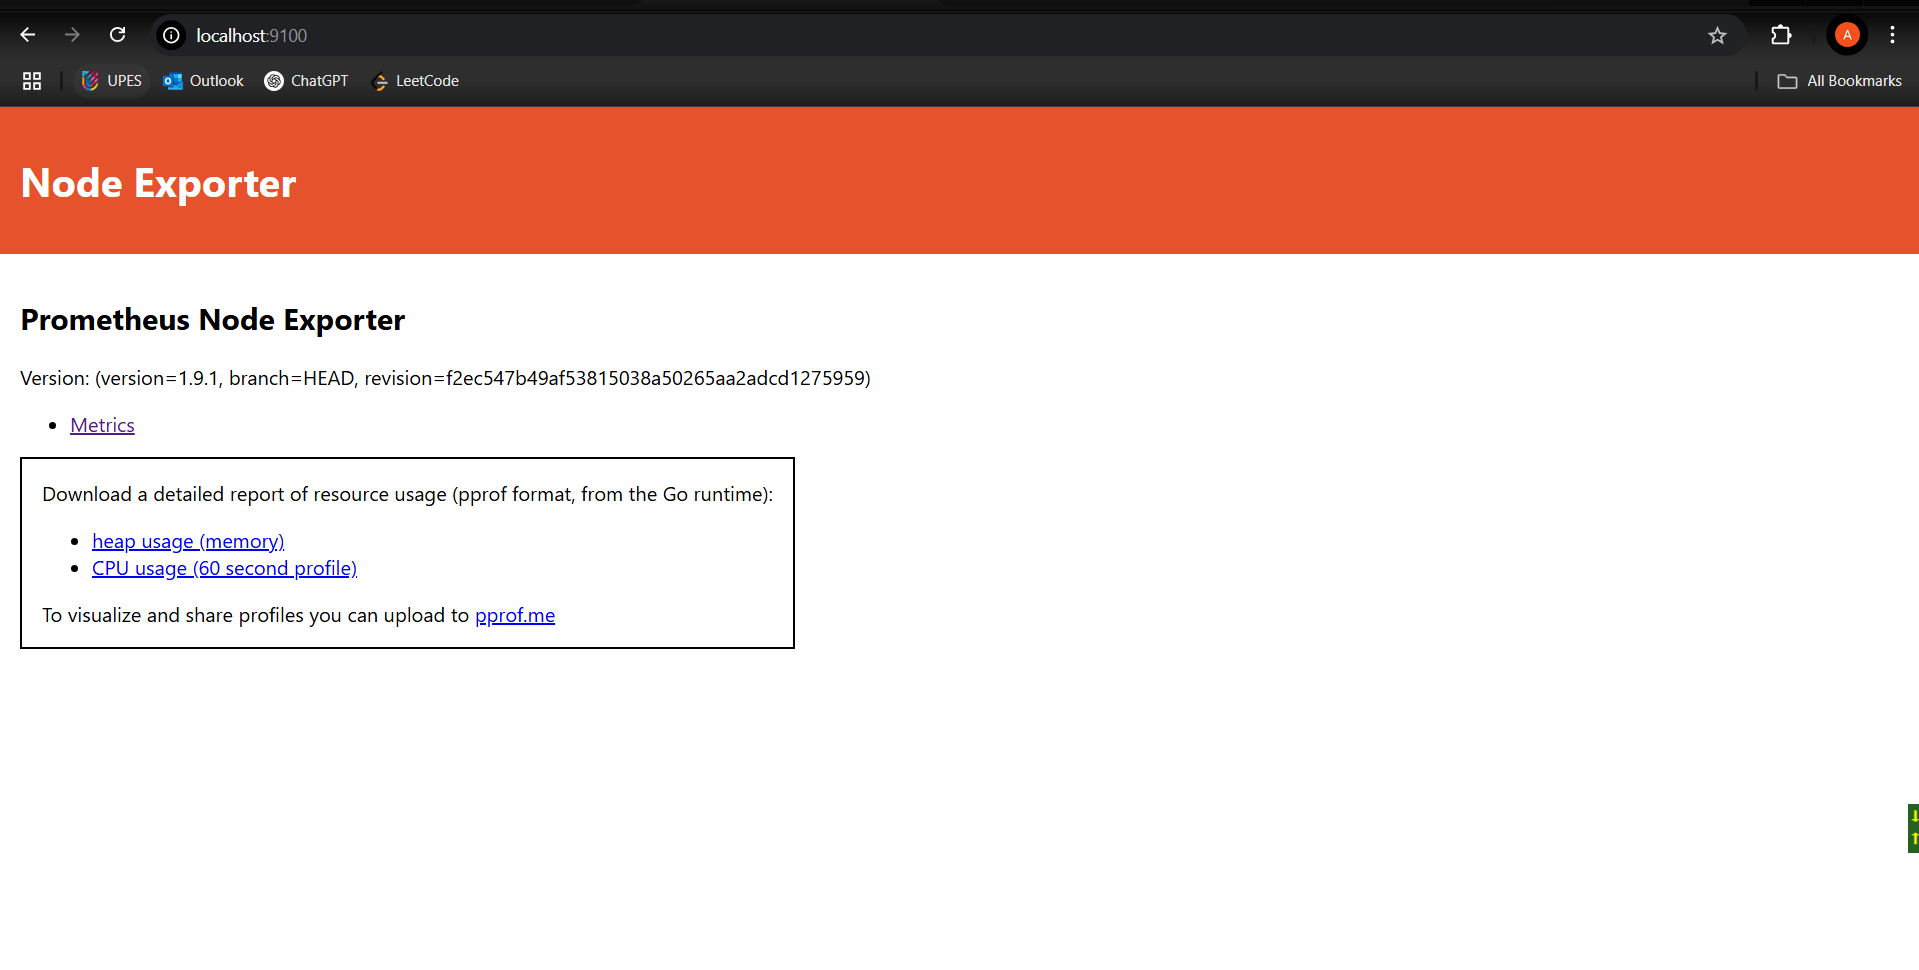 localhost:9100
A
UPES
Outlook
ChatGPT
LeetCode
All Bookmarks
Node Exporter
Prometheus Node Exporter
Version: (version=1.9.1, branch=HEAD, revision=f2ec547b49af53815038a50265aa2adcd1275959)
Metrics
Download a detailed report of resource usage (pprof format, from the Go runtime):
heap usage (memory)
CPU usage (60 second profile)
To visualize and share profiles you can upload to pprof.me